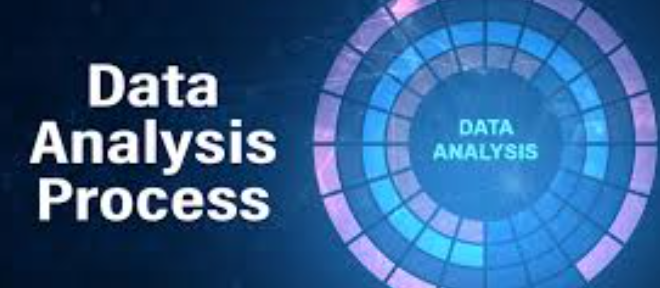 Data
Analysis
Process
DATA
ANALYSIS